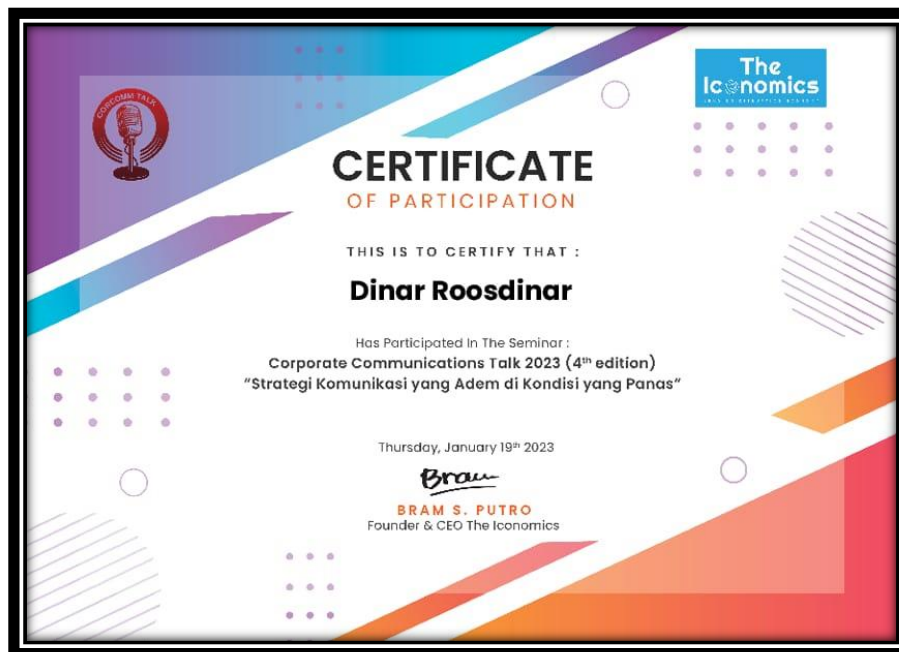 CORCOMM TALK
The
Iconomics
CERTIFICATE
OF PARTICIPATION
THIS IS TO CERTIFY THAT :
Dinar Roosdinar
Has Participated In The Seminar :
Corporate Communications Talk 2023 (4th edition)
"Strategi Komunikasi yang Adem di Kondisi yang Panas"
Thursday, January 19th 2023
Bram
BRAM S. PUTRO
Founder & CEO The Iconomics